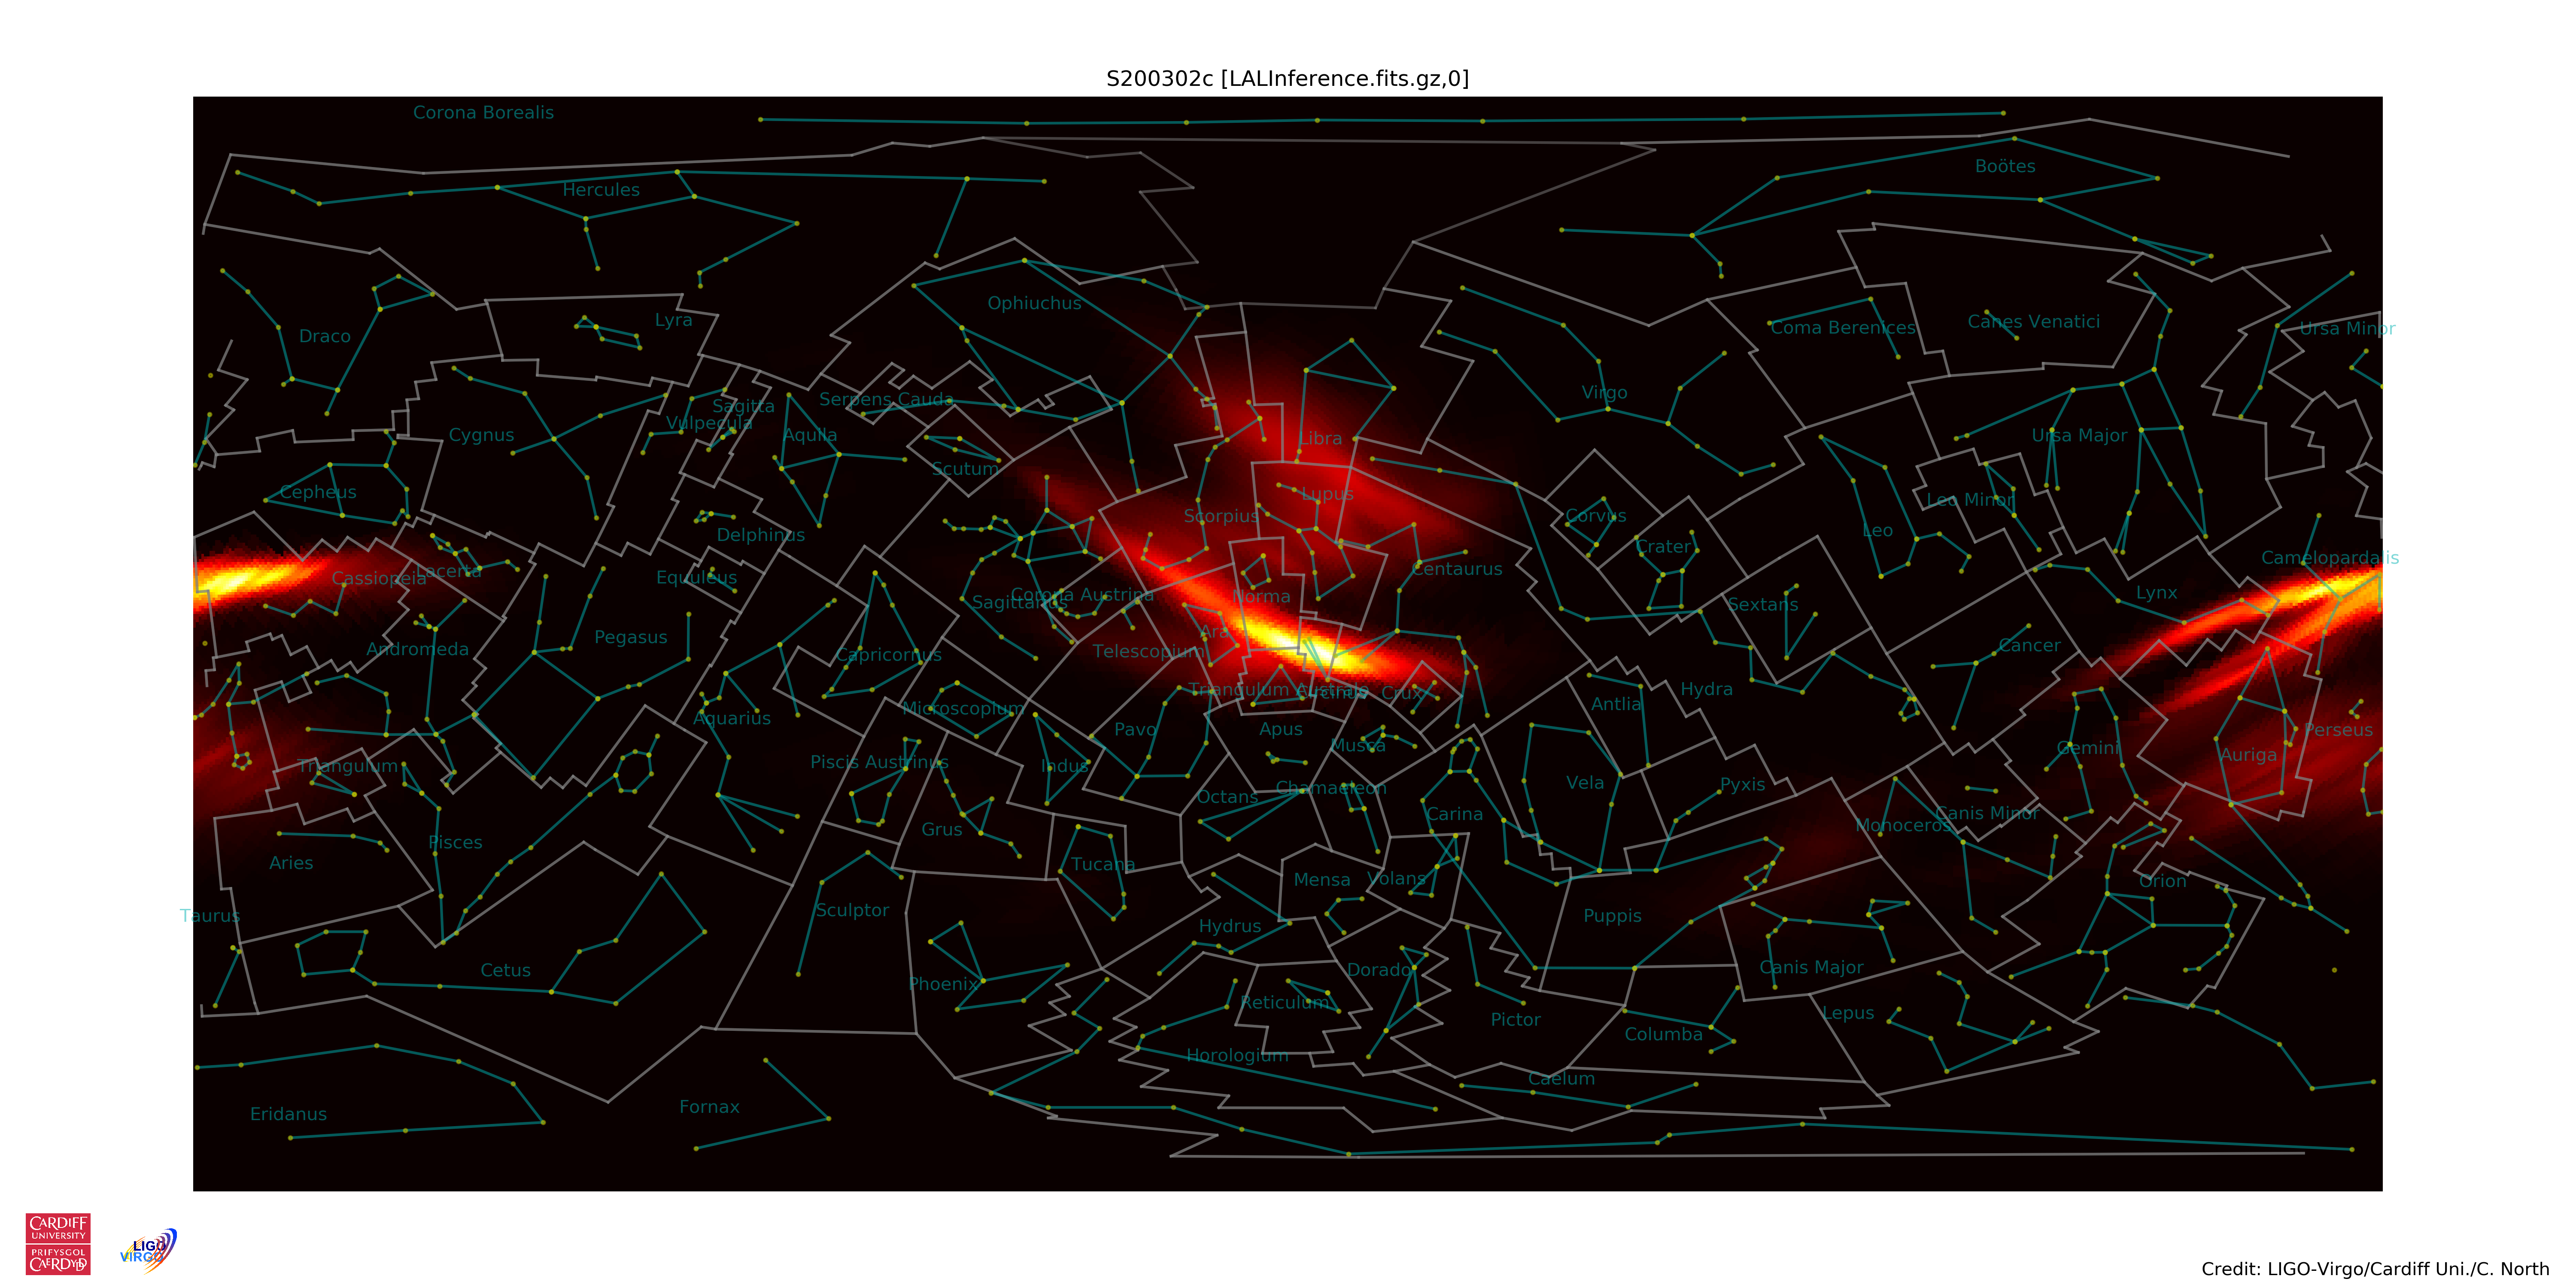 S200302c [LALInference.fits.gz,0]
Corona Borealis
Boötes
Hercules
Ophiuchus
Lyra
Coma Berenices
Canes Venatici
Ursa Minor
Draco
Virgo
Serpens Cauda
Sagitta
Vulpecula
Cygnus
Aquila
Libra
Ursa Major
Scutum
Cepheus
Lupus
Leo Minor
Scorpius
Corvus
Leo
Delphinus
Crater
Camelopardalis
Cassiopeia
Lacerta
Equuleus
Centaurus
Lynx
Sagittarius
Corona Austrina
Norma
Sextans
Pegasus
Ara
Andromeda
Capricornus
Telescopium
Cancer
Triangulum Australe
Circinus
Crux
Hydra
Microscopium
Antlia
Aquarius
Pavo
Apus
Musca
Perseus
Gemini
Auriga
Triangulum
Piscis Austrinus
Indus
Chamaeleon
Vela
Pyxis
Octans
Carina
Canis Minor
Monoceros
Grus
Pisces
Aries
Tucana
Mensa
Volans
Orion
Taurus
Sculptor
Hydrus
Puppis
Cetus
Dorado
Canis Major
Phoenix
Reticulum
Pictor
Lepus
Columba
Horologium
Caelum
Eridanus
Fornax
CARDIFF
UNIVERSITY
PRIFYSGOL
CAERDYDD
LIGO
VIRGO
Credit: LIGO-Virgo/Cardiff Uni./C. North